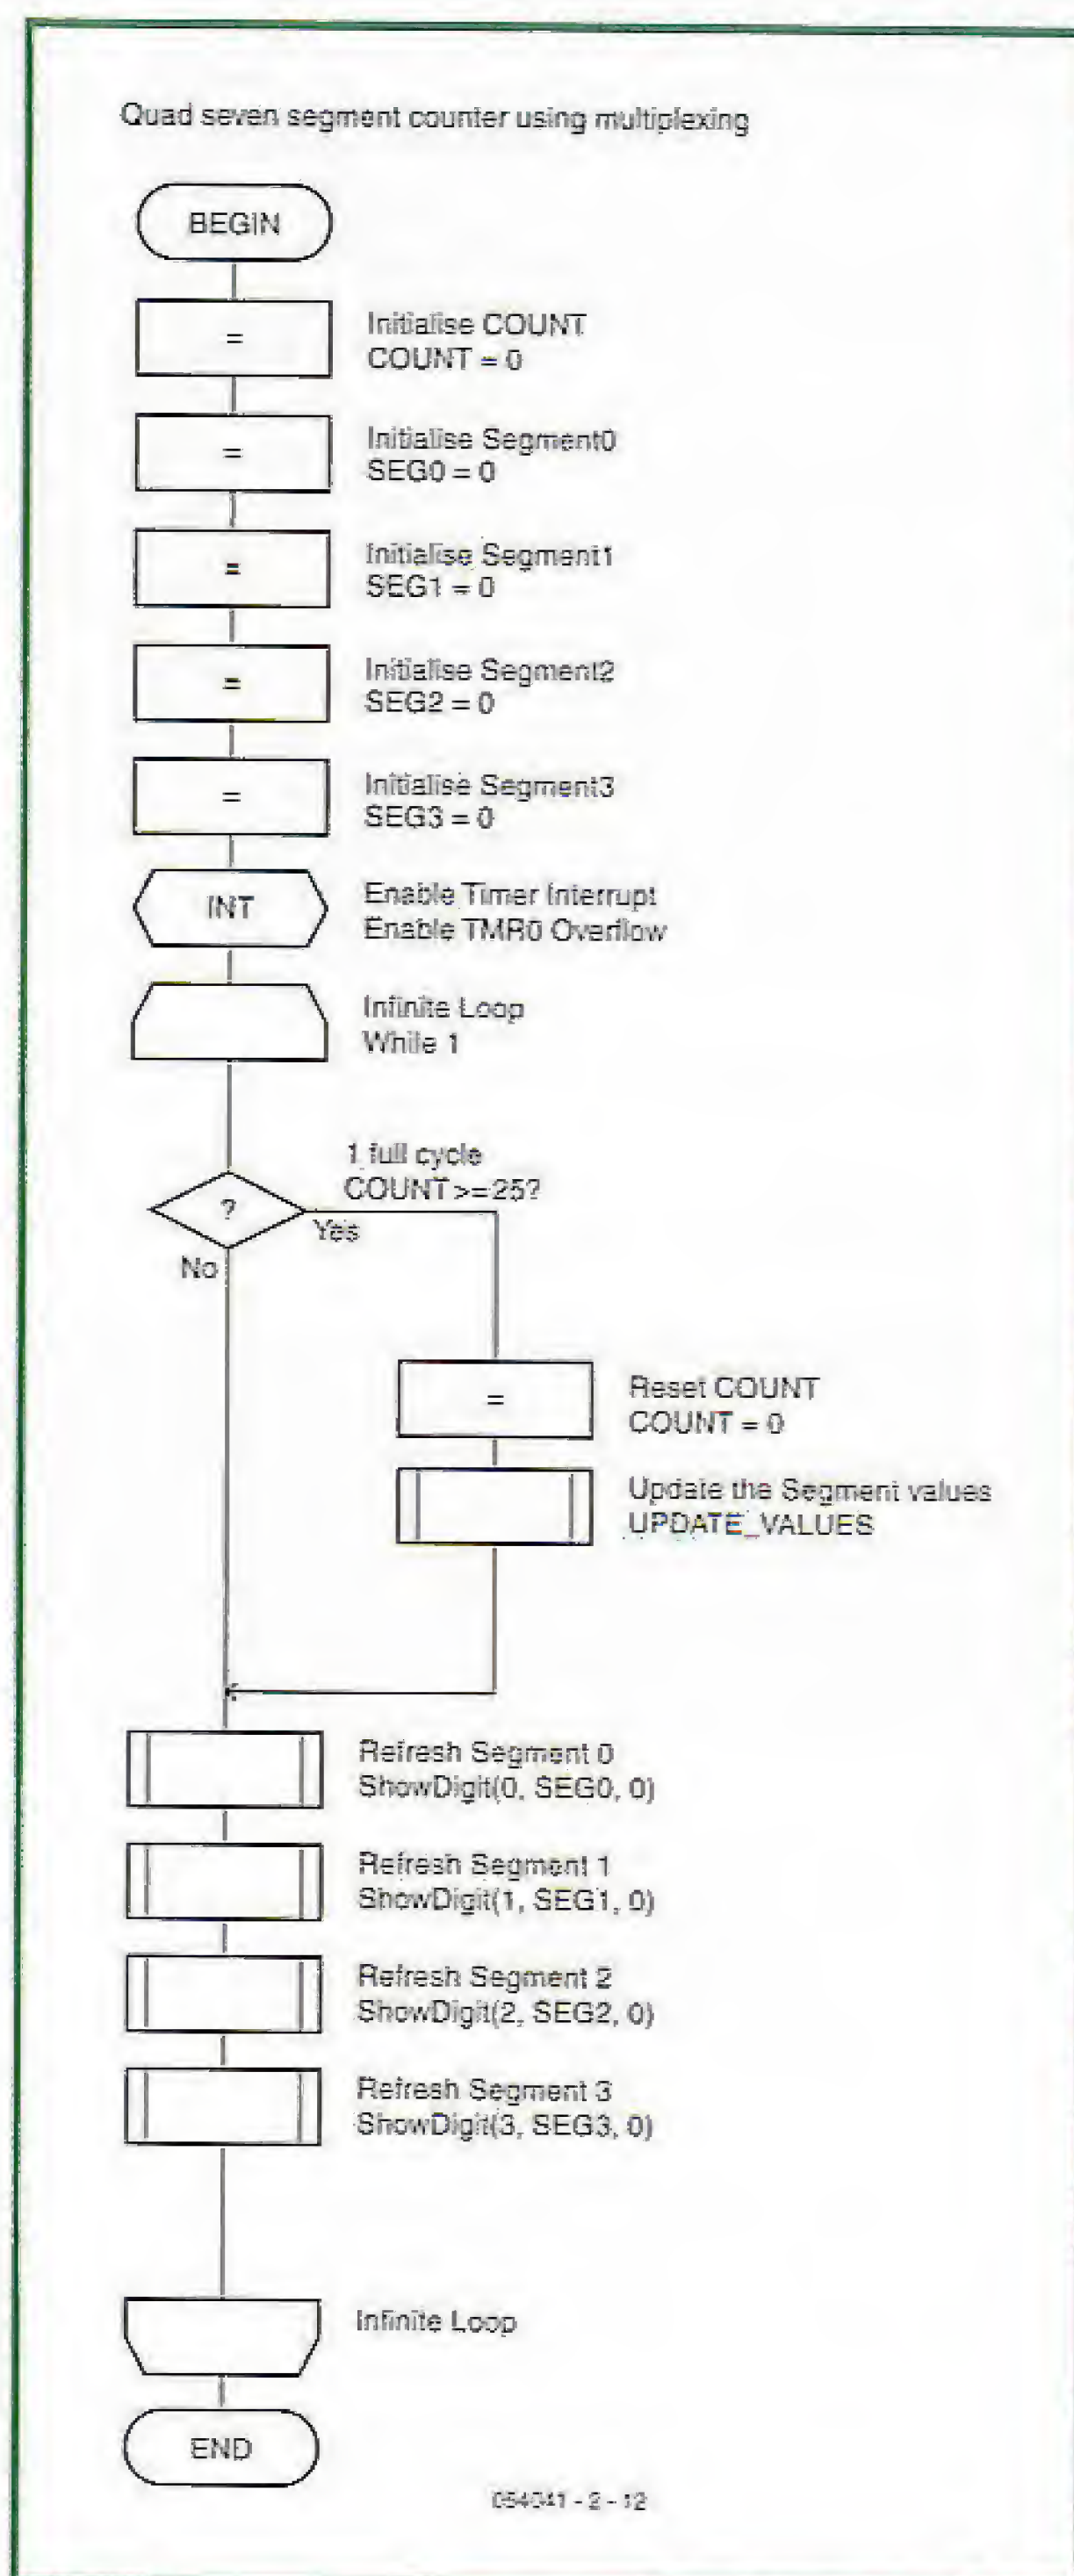 Quad seven segment counter using multiplexing
BEGIN
=
Initialise COUNT
COUNT = 0
=
Initialise Segment0
SEG0 = 0
=
Initialise Segment1
SEG1 = 0
=
Initialise Segment2
SEG2 = 0
=
Initialise Segment3
SEG3 = 0
INT
Enable Timer Interrupt
Enable TMR0 Overflow
Infinite Loop
While 1
1 full cycle
COUNT>=25?
?
Yes
No
=
Reset COUNT
COUNT = 0
Update the Segment values
UPDATE_VALUES
Refresh Segment 0
ShowDigit(0, SEG0, 0)
Refresh Segment 1
ShowDigit(1, SEG1, 0)
Refresh Segment 2
ShowDigit(2, SEG2, 0)
Refresh Segment 3
ShowDigit(3, SEG3, 0)
Infinite Loop
END
054041 - 2 - 12